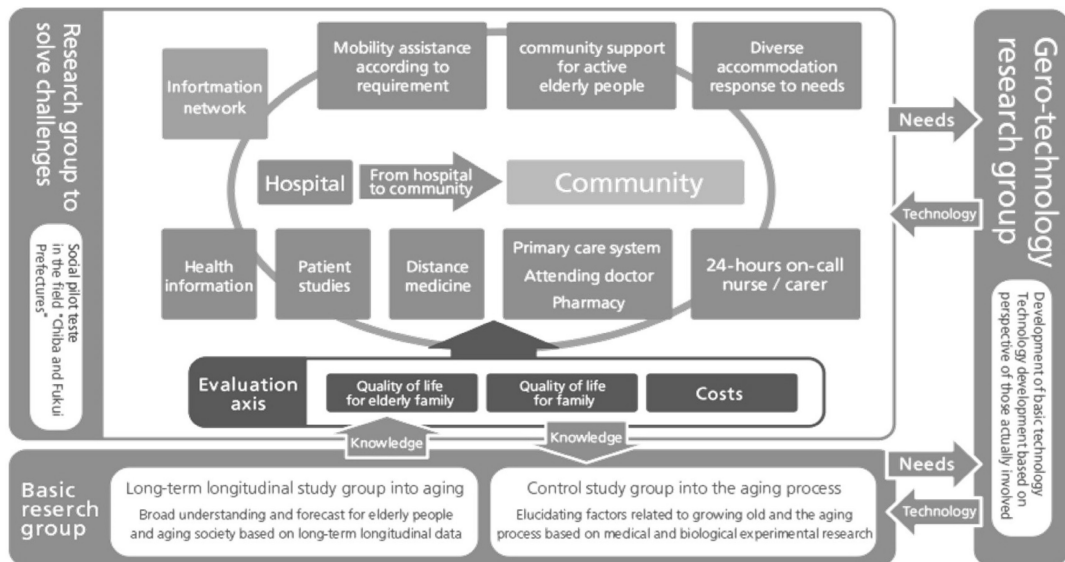 Research group to
solve challenges
Social pilot teste
in the field "Chiba and Fukui
Prefectures"
Intortmation
network
Mobility assistance
according to
requirement
community support
for active
elderly people
Diverse
accommodation
response to needs
Hospital
From hospital
to community
Community
Health
information
Patient
studies
Distance
medicine
Primary care system
Attending doctor
Pharmacy
24-hours on-call
nurse / carer
Evaluation
axis
Quality of life
for elderly family
Quality of life
for family
Costs
Knowledge
Knowledge
Basic
reserch
group
Long-term longitudinal study group into aging
Broad understanding and forecast for elderly people
and aging society based on long-term longitudinal data
Control study group into the aging process
Elucidating factors related to growing old and the aging
process based on medical and biological experimental research
Needs
Technology
Needs
Technology
Gero-technology
research group
Development of basic technology
Technology development based on
perspective of those actually involved